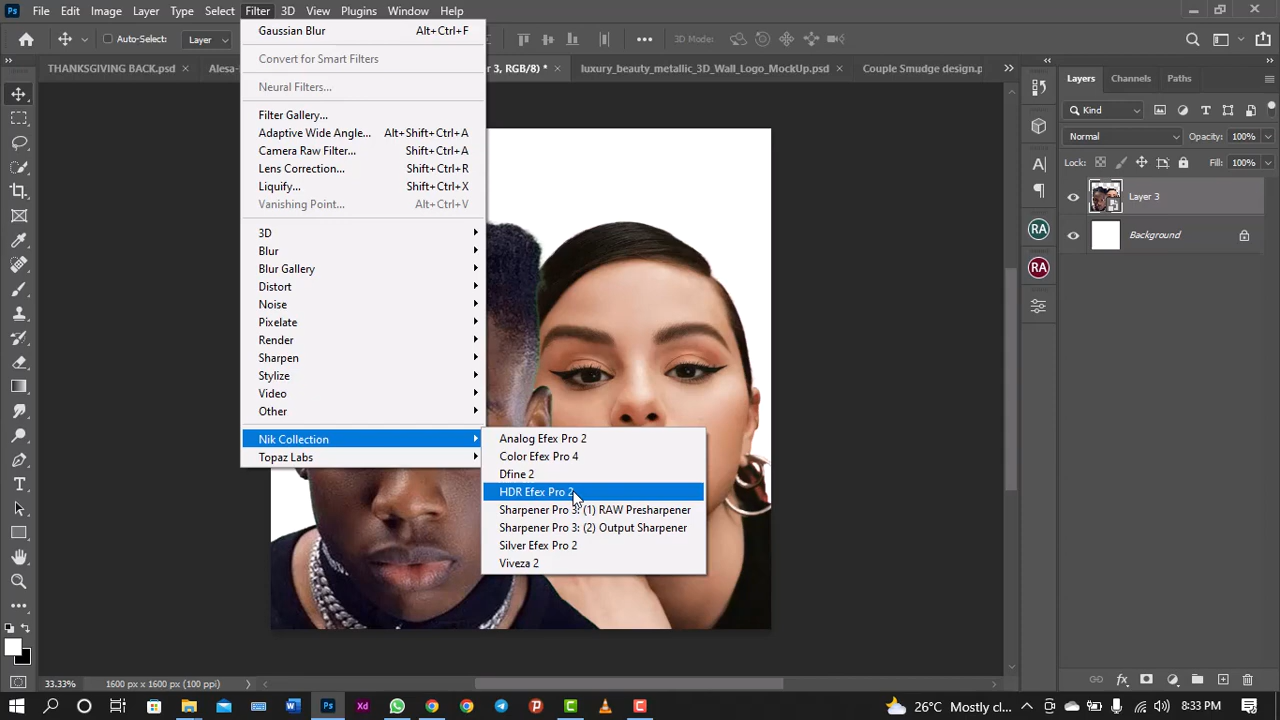 Ps File Edit Image Layer Type Select Filter 3D View Plugins Window Help
Auto-Select: Layer 3D Mode:
THANKSGIVING BACK.psd × Alesa- r 3, RGB/8) * × luxury_beauty_metallic_3D_Wall_Logo_MockUp.psd × Couple Smudge design.p
Gaussian Blur Alt+Ctrl+F
Convert for Smart Filters
Neural Filters...
Filter Gallery...
Adaptive Wide Angle... Alt+Shift+Ctrl+A
Camera Raw Filter... Shift+Ctrl+A
Lens Correction... Shift+Ctrl+R
Liquify... Shift+Ctrl+X
Vanishing Point... Alt+Ctrl+V
3D
Blur
Blur Gallery
Distort
Noise
Pixelate
Render
Sharpen
Stylize
Video
Other
Nik Collection
Topaz Labs
Analog Efex Pro 2
Color Efex Pro 4
Dfine 2
HDR Efex Pro 2
Sharpener Pro 3: (1) RAW Presharpener
Sharpener Pro 3: (2) Output Sharpener
Silver Efex Pro 2
Viveza 2
RA
RA
Layers Channels Paths
Kind
Normal Opacity: 100%
Lock: Fill: 100%
Layer 3
Background
33.33% 1600 px x 1600 px (100 ppi)
26°C Mostly cl... 8:33 PM